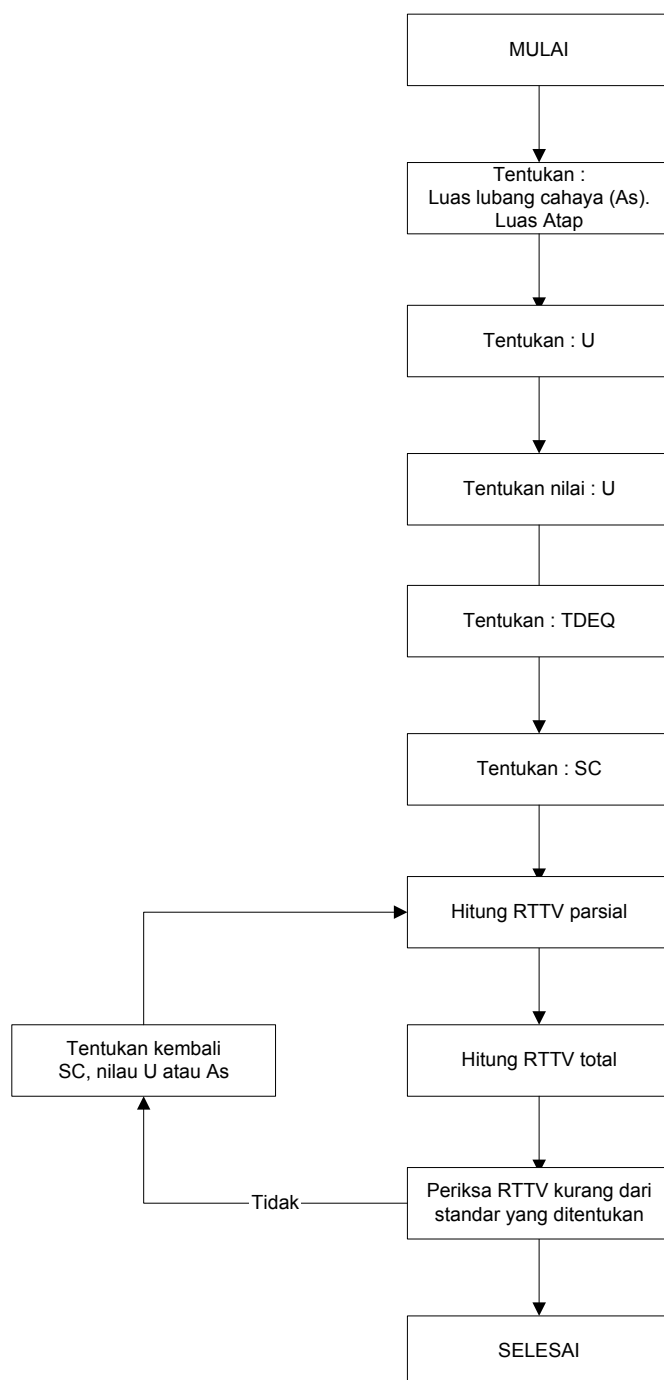 MULAI
Tentukan :
Luas lubang cahaya (As).
Luas Atap
Tentukan : U
Tentukan nilai : U
Tentukan : TDEQ
Tentukan : SC
Hitung RTTV parsial
Tentukan kembali
SC, nilau U atau As
Hitung RTTV total
Tidak
Periksa RTTV kurang dari
standar yang ditentukan
SELESAI